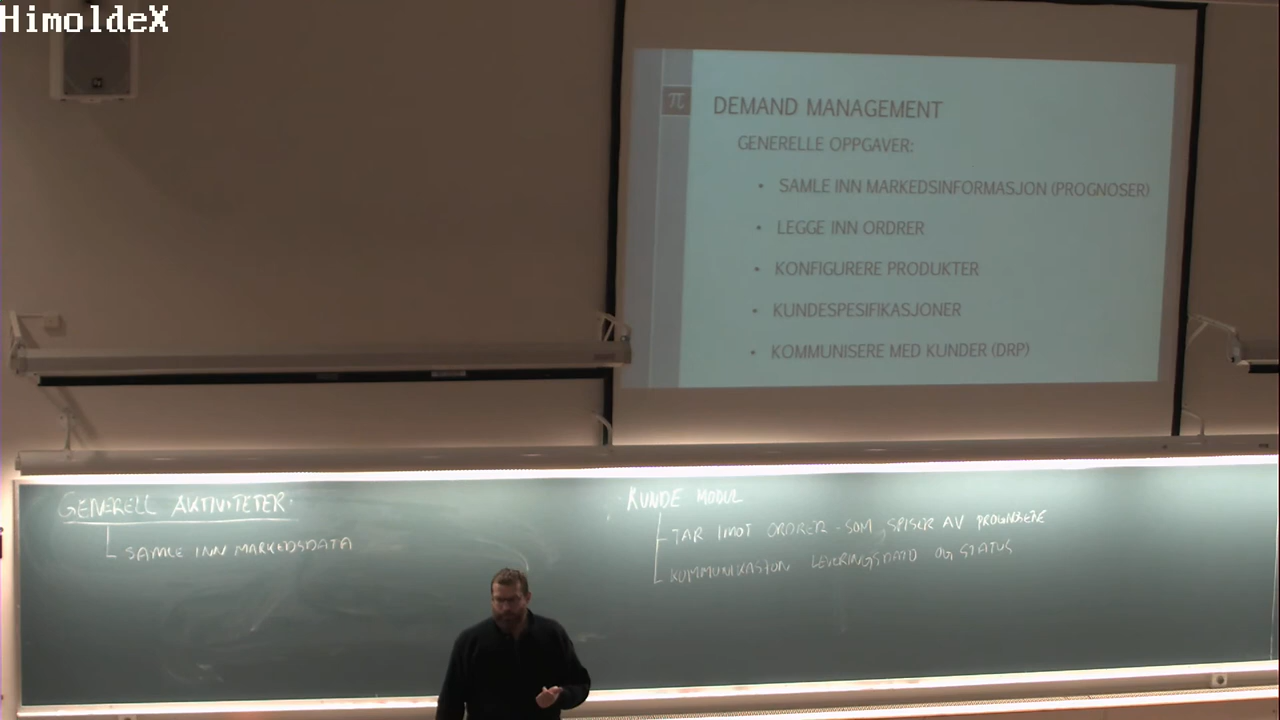 HimoldeX
π
DEMAND MANAGEMENT
GENERELLE OPPGAVER:
• SAMLE INN MARKEDSINFORMASJON (PROGNOSER)
• LEGGE INN ORDRER
• KONFIGURERE PRODUKTER
• KUNDESPESIFIKASJONER
• KOMMUNISERE MED KUNDER (DRP)
GENERELL AKTIVITETER
SAMLE INN MARKEDSDATA
KUNDE MODUL
TAR IMOT ORDRER - SOM SPISER AV PROGNOSENE
KOMMUNIKASJON LEVERINGSDATO OG STATUS